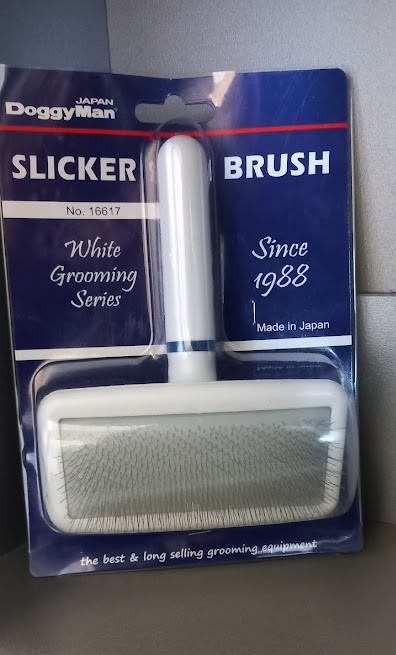 JAPAN
DoggyMan
SLICKER BRUSH
No. 16617
White
Grooming
Series
Since
1988
Made in Japan
the best & long selling grooming equipment